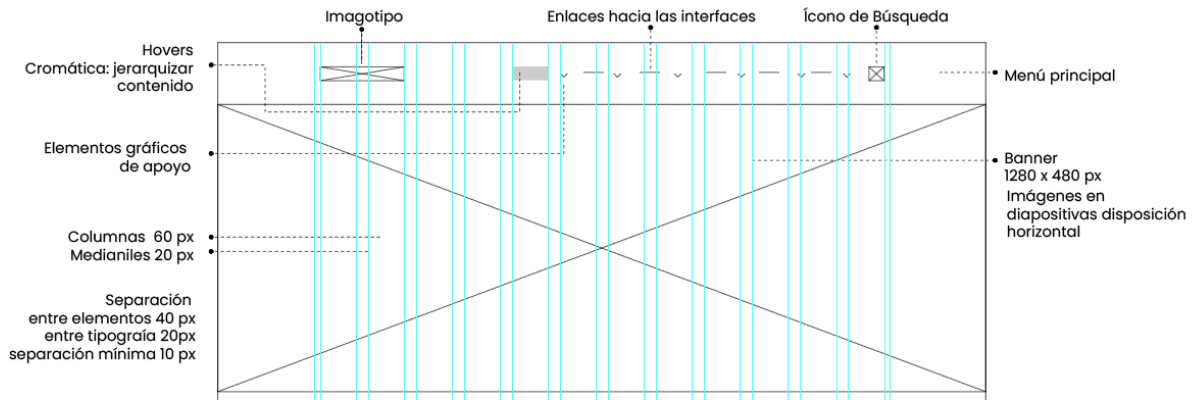 Imagotipo
Enlaces hacia las interfaces
Ícono de Búsqueda
Hovers
Cromática: jerarquizar
contenido
Menú principal
Elementos gráficos
de apoyo
Banner
1280 x 480 px
Imágenes en
diapositivas disposición
horizontal
Columnas 60 px
Medianiles 20 px
Separación
entre elementos 40 px
entre tipograía 20px
separación mínima 10 px